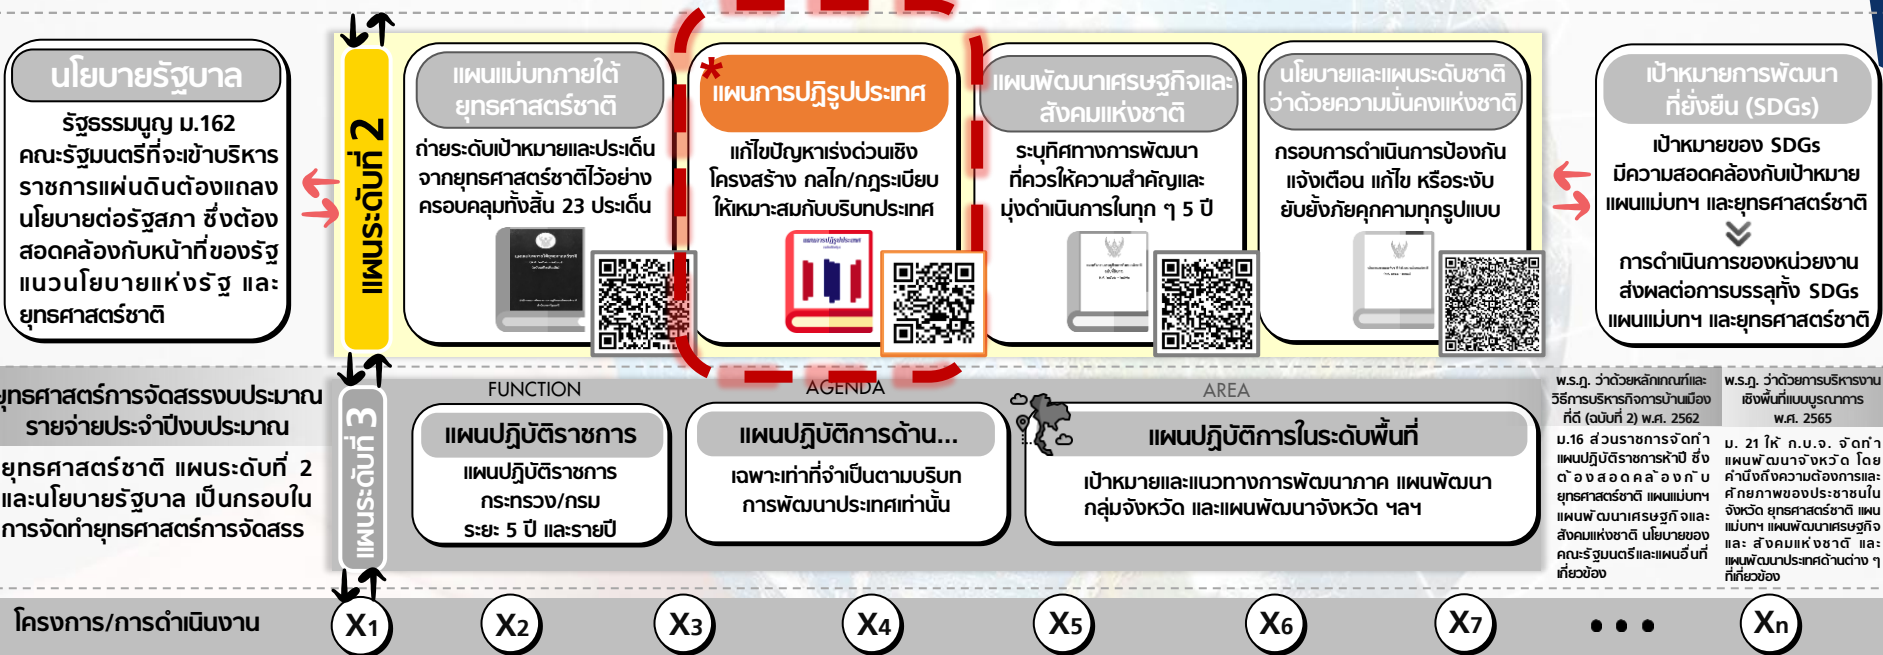 นโยบายรัฐบาล
รัฐธรรมนูญ ม.162
คณะรัฐมนตรีที่จะเข้าบริหาร
ราชการแผ่นดินต้องแถลง
นโยบายต่อรัฐสภา ซึ่งต้อง
สอดคล้องกับหน้าที่ของรัฐ
แนวนโยบายแห่งรัฐ และ
ยุทธศาสตร์ชาติ
แผนระดับที่ 2
แผนแม่บทภายใต้
ยุทธศาสตร์ชาติ
ถ่ายระดับเป้าหมายและประเด็น
จากยุทธศาสตร์ชาติไว้อย่าง
ครอบคลุมทั้งสิ้น 23 ประเด็น
* แผนการปฏิรูปประเทศ
แก้ไขปัญหาเร่งด่วนเชิง
โครงสร้าง กลไก/กฎระเบียบ
ให้เหมาะสมกับบริบทประเทศ
แผนการปฏิรูปประเทศ
แผนพัฒนาเศรษฐกิจและ
สังคมแห่งชาติ
ระบุทิศทางการพัฒนา
ที่ควรให้ความสำคัญและ
มุ่งดำเนินการในทุก ๆ 5 ปี
นโยบายและแผนระดับชาติ
ว่าด้วยความมั่นคงแห่งชาติ
กรอบการดำเนินการป้องกัน
แจ้งเตือน แก้ไข หรือระงับ
ยับยั้งภัยคุกคามทุกรูปแบบ
เป้าหมายการพัฒนา
ที่ยั่งยืน (SDGs)
เป้าหมายของ SDGs
มีความสอดคล้องกับเป้าหมาย
แผนแม่บทฯ และยุทธศาสตร์ชาติ
การดำเนินการของหน่วยงาน
ส่งผลต่อการบรรลุทั้ง SDGs
แผนแม่บทฯ และยุทธศาสตร์ชาติ
ยุทธศาสตร์การจัดสรรงบประมาณ
รายจ่ายประจำปีงบประมาณ
ยุทธศาสตร์ชาติ แผนระดับที่ 2
และนโยบายรัฐบาล เป็นกรอบใน
การจัดทำยุทธศาสตร์การจัดสรร
แผนระดับที่ 3
FUNCTION
แผนปฏิบัติราชการ
แผนปฏิบัติราชการ
กระทรวง/กรม
ระยะ 5 ปี และรายปี
AGENDA
แผนปฏิบัติการด้าน...
เฉพาะเท่าที่จำเป็นตามบริบท
การพัฒนาประเทศเท่านั้น
AREA
แผนปฏิบัติการในระดับพื้นที่
เป้าหมายและแนวทางการพัฒนาภาค แผนพัฒนา
กลุ่มจังหวัด และแผนพัฒนาจังหวัด ฯลฯ
พ.ร.ฎ. ว่าด้วยหลักเกณฑ์และ
วิธีการบริหารกิจการบ้านเมือง
ที่ดี (ฉบับที่ 2) พ.ศ. 2562
ม.16 ส่วนราชการจัดทำ
แผนปฏิบัติราชการห้าปี ซึ่ง
ต้องสอดคล้องกับ
ยุทธศาสตร์ชาติ แผนแม่บทฯ
แผนพัฒนาเศรษฐกิจและ
สังคมแห่งชาติ นโยบายของ
คณะรัฐมนตรีและแผนอื่นที่
เกี่ยวข้อง
พ.ร.ฎ. ว่าด้วยการบริหารงาน
เชิงพื้นที่แบบบูรณาการ
พ.ศ. 2565
ม. 21 ให้ ก.บ.จ. จัดทำ
แผนพัฒนาจังหวัด โดย
คำนึงถึงความต้องการและ
ศักยภาพของประชาชนใน
จังหวัด ยุทธศาสตร์ชาติ แผน
แม่บทฯ แผนพัฒนาเศรษฐกิจ
และ สังคมแห่งชาติ และ
แผนพัฒนาประเทศด้านต่าง ๆ
ที่เกี่ยวข้อง
โครงการ/การดำเนินงาน
X1
X2
X3
X4
X5
X6
X7
• • •
Xn